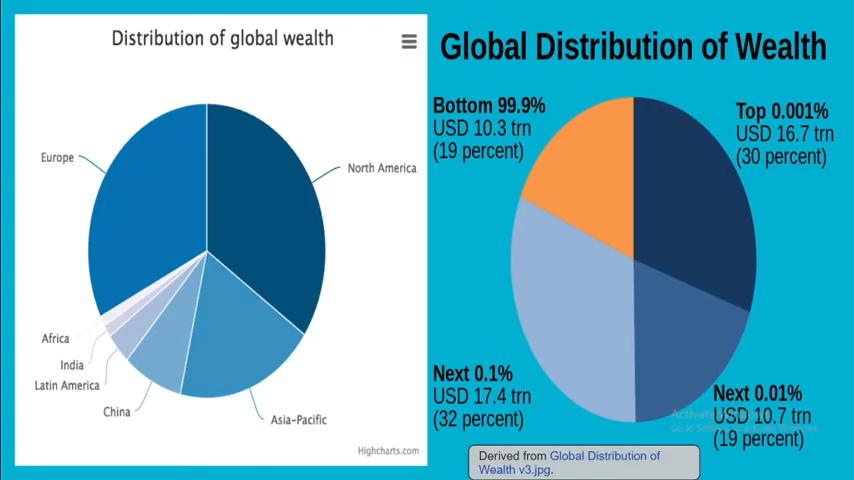 Distribution of global wealth
Europe
North America
Africa
India
Latin America
China
Asia-Pacific
Highcharts.com
Global Distribution of Wealth
Bottom 99.9%
USD 10.3 trn
(19 percent)
Top 0.001%
USD 16.7 trn
(30 percent)
Next 0.1%
USD 17.4 trn
(32 percent)
Next 0.01%
USD 10.7 trn
(19 percent)
Activate
Go to
Derived from Global Distribution of
Wealth v3.jpg.